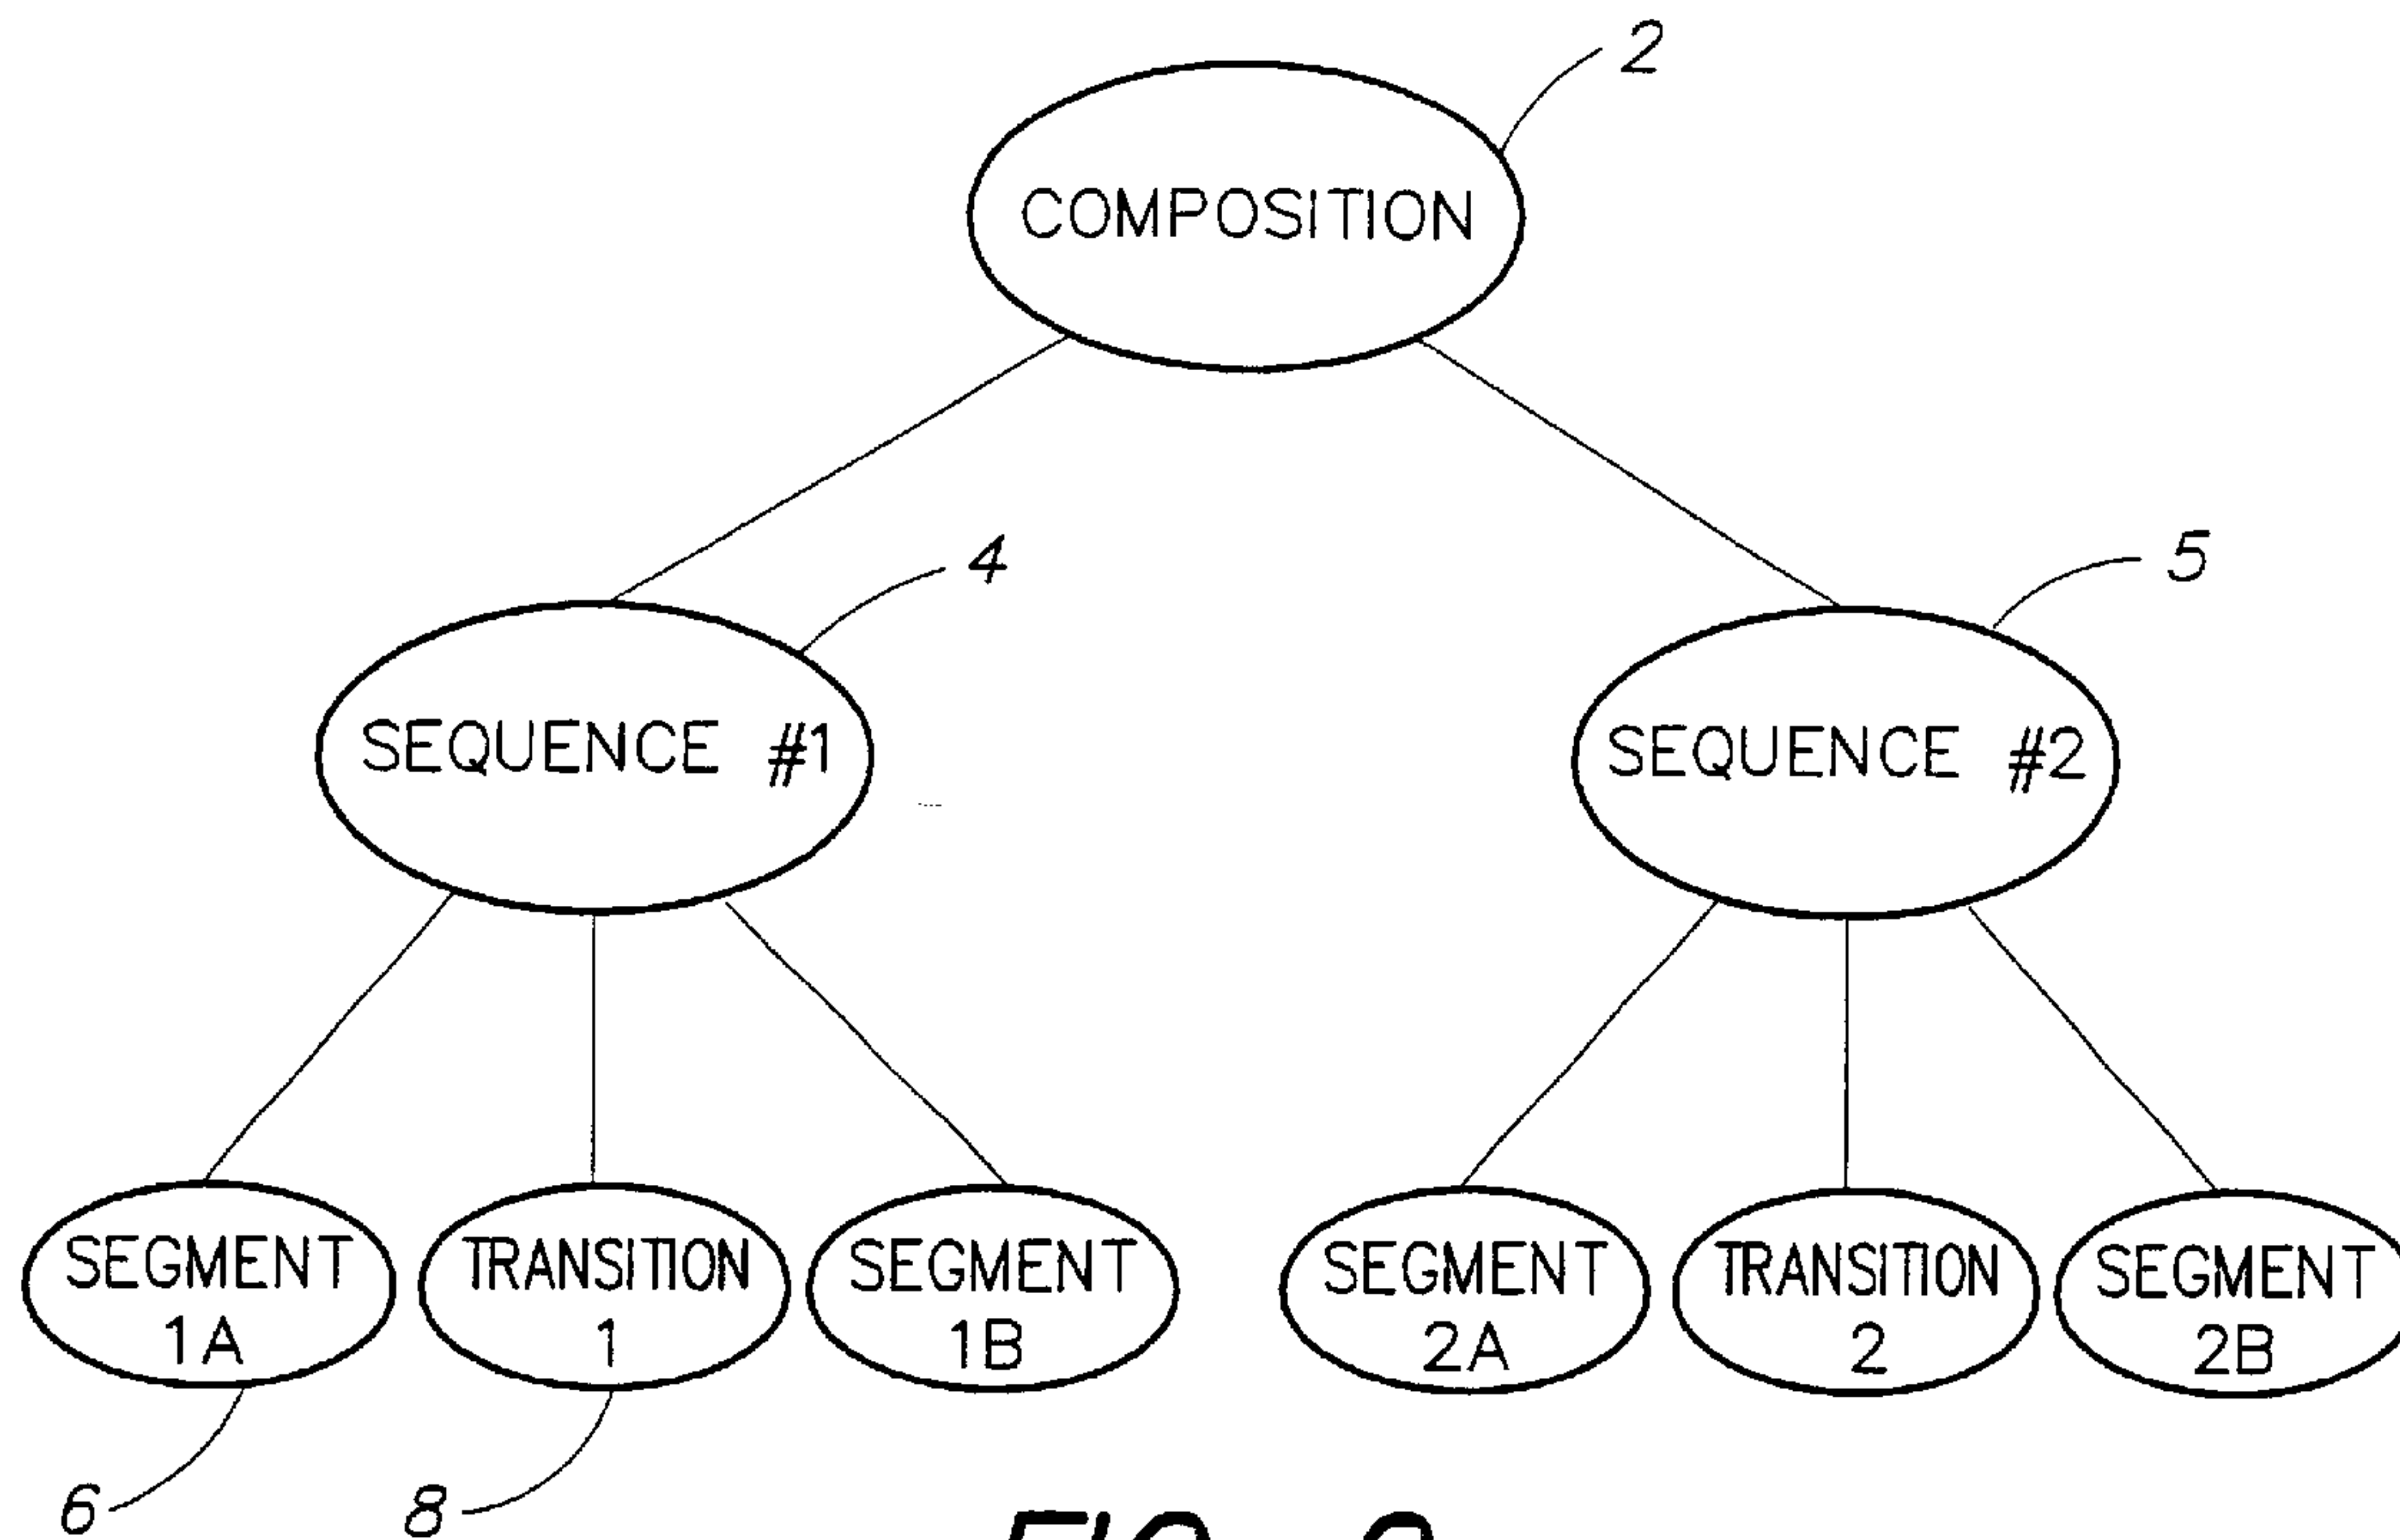 2
COMPOSITION
4
5
SEQUENCE #1
SEQUENCE #2
SEGMENT
1A
TRANSITION
1
SEGMENT
1B
SEGMENT
2A
TRANSITION
2
SEGMENT
2B
6
8